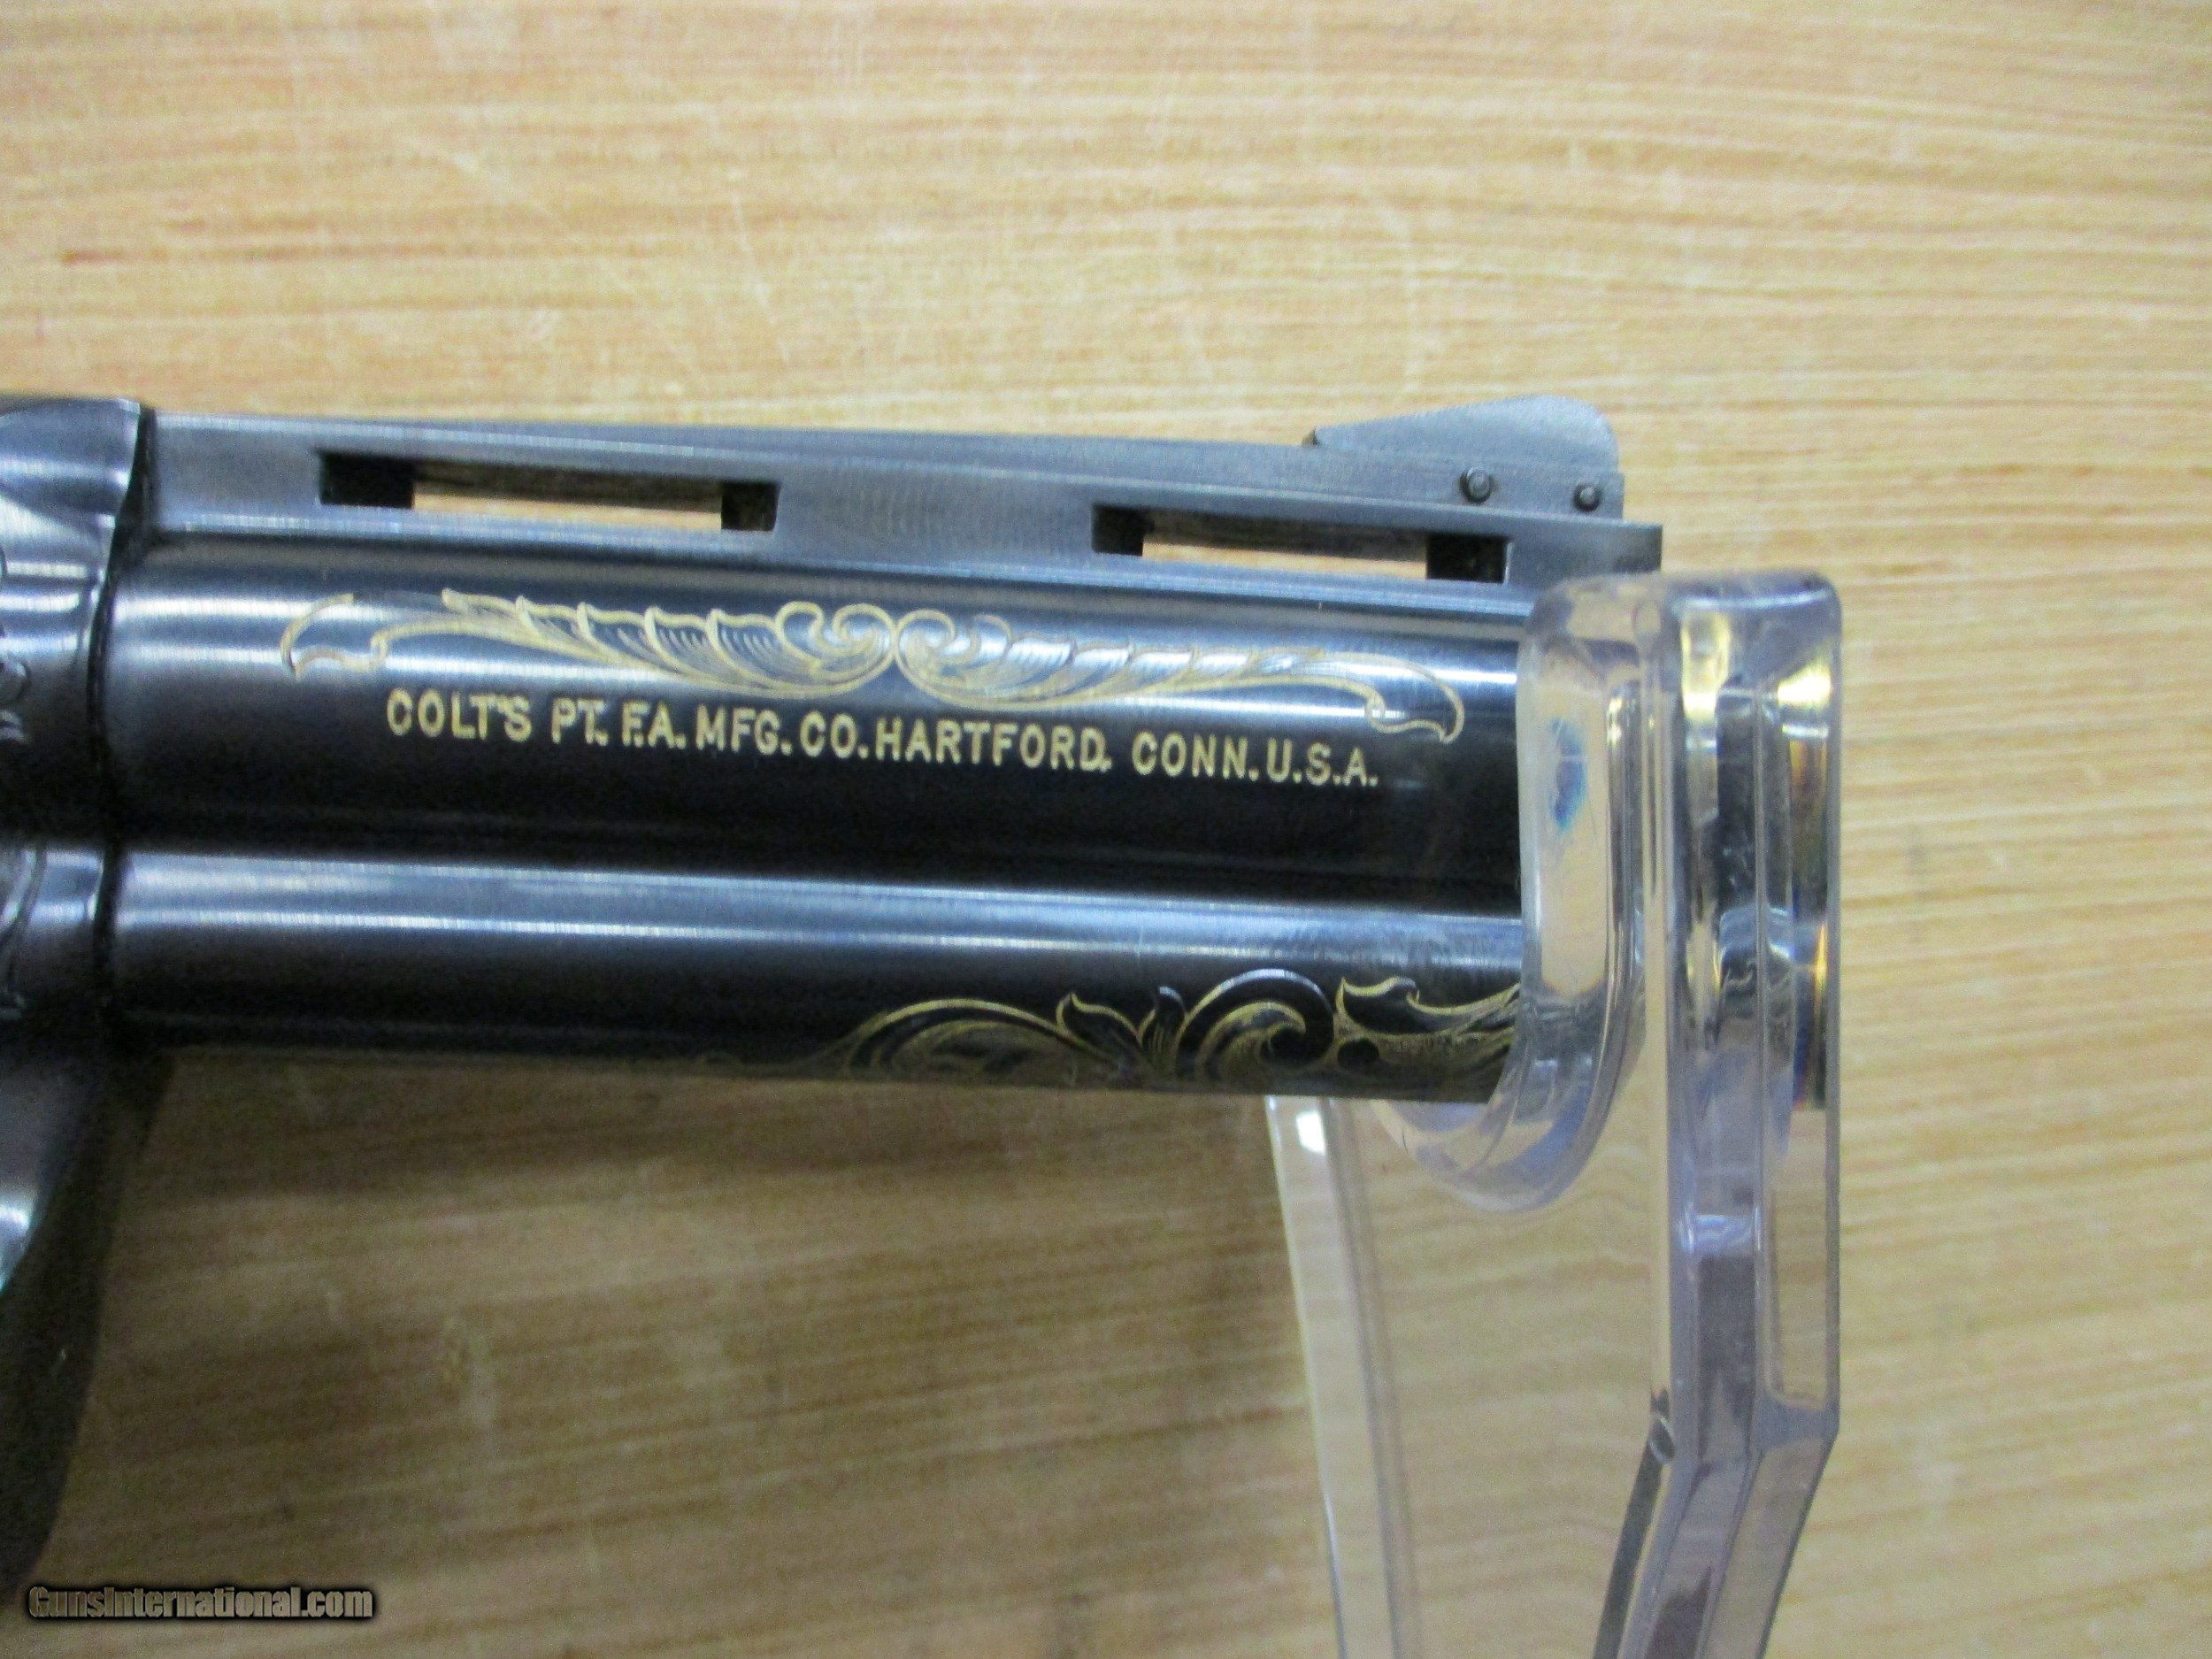 COLT'S PT. F.A. MFG. CO. HARTFORD. CONN. U.S.A.
GunsInternational.com